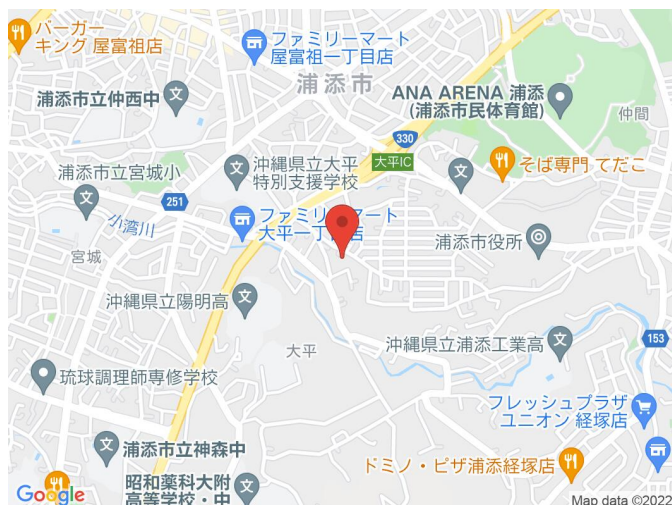 バーガー
キング 屋富祖店
ファミリーマート
屋富祖一丁目店
浦添市
ANA ARENA 浦添
(浦添市民体育館)
仲間
浦添市立仲西中
330
大平IC
沖縄県立大平
特別支援学校
そば専門 てだこ
浦添市立宮城小
251
小湾川
宮城
ファミリーマート
大平一丁目店
浦添市役所
沖縄県立陽明高
大平
沖縄県立浦添工業高
153
琉球調理師専修学校
フレッシュプラザ
ユニオン 経塚店
浦添市立神森中
ドミノ・ピザ浦添経塚店
昭和薬科大附
高等学校・中
Google
Map data ©2022